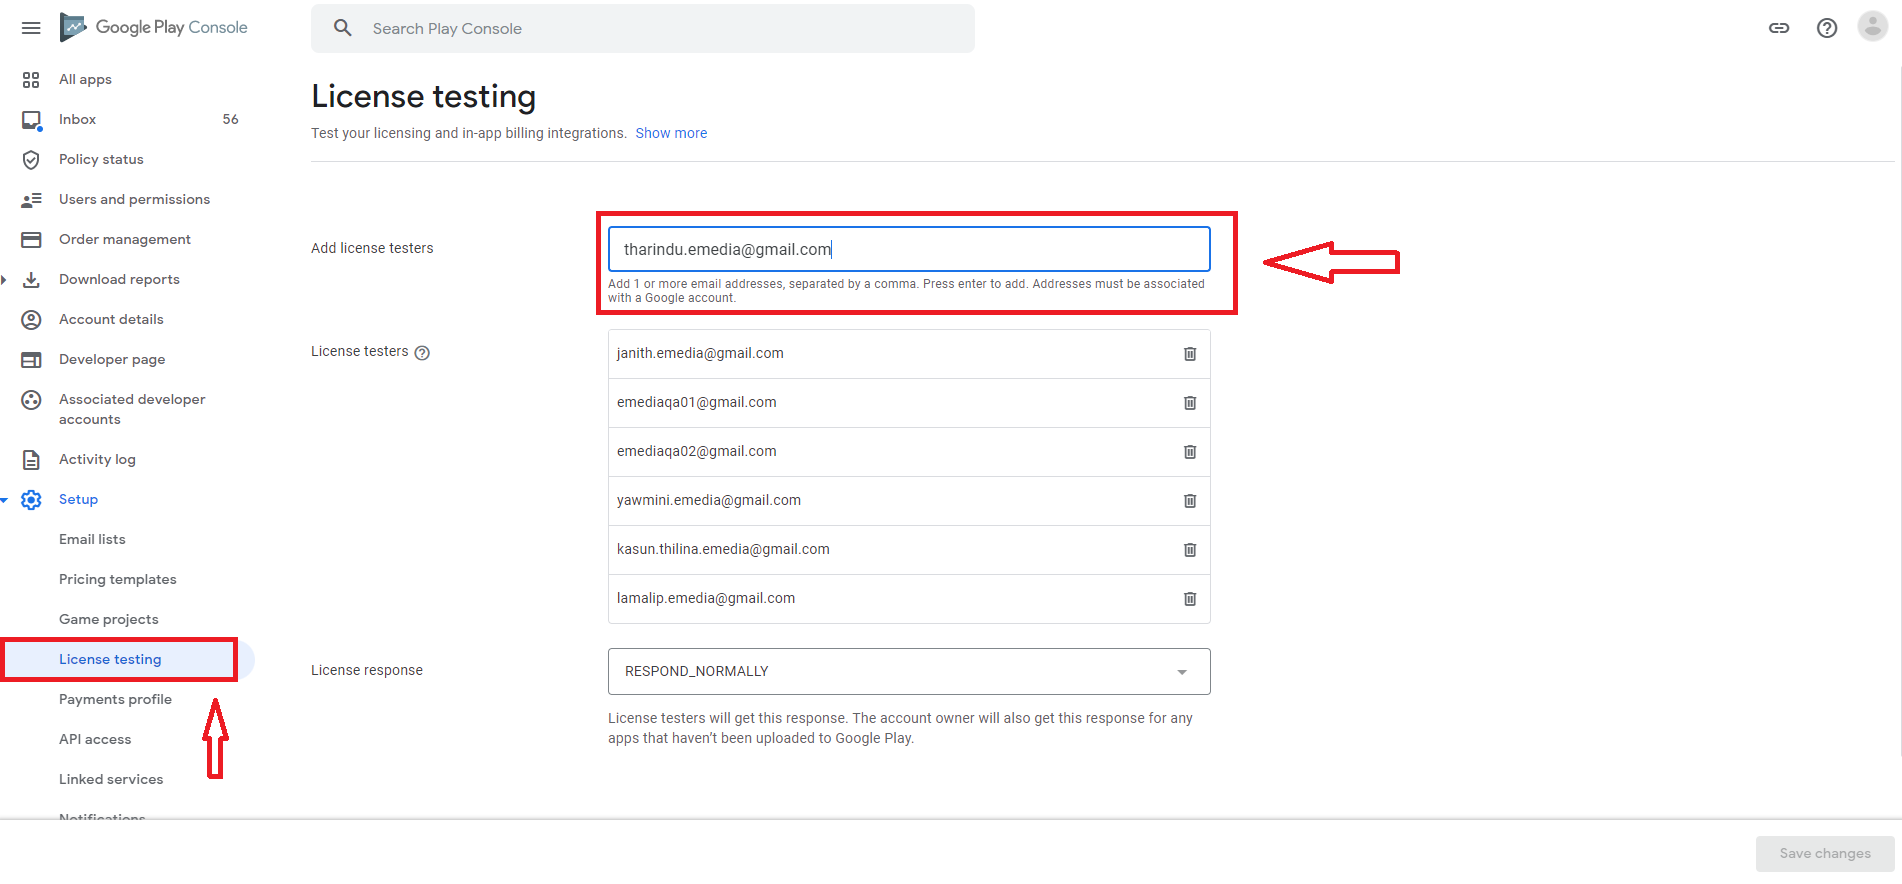 Google Play Console
Search Play Console
All apps
Inbox 56
Policy status
Users and permissions
Order management
Download reports
Account details
Developer page
Associated developer
accounts
Activity log
Setup
Email lists
Pricing templates
Game projects
License testing
Payments profile
API access
Linked services
Notifications
License testing
Test your licensing and in-app billing integrations. Show more
Add license testers
tharindu.emedia@gmail.com
Add 1 or more email addresses, separated by a comma. Press enter to add. Addresses must be associated
with a Google account.
License testers
janith.emedia@gmail.com
emediaqa01@gmail.com
emediaqa02@gmail.com
yawmini.emedia@gmail.com
kasun.thilina.emedia@gmail.com
lamalip.emedia@gmail.com
License response
RESPOND_NORMALLY
License testers will get this response. The account owner will also get this response for any
apps that haven’t been uploaded to Google Play.
Save changes